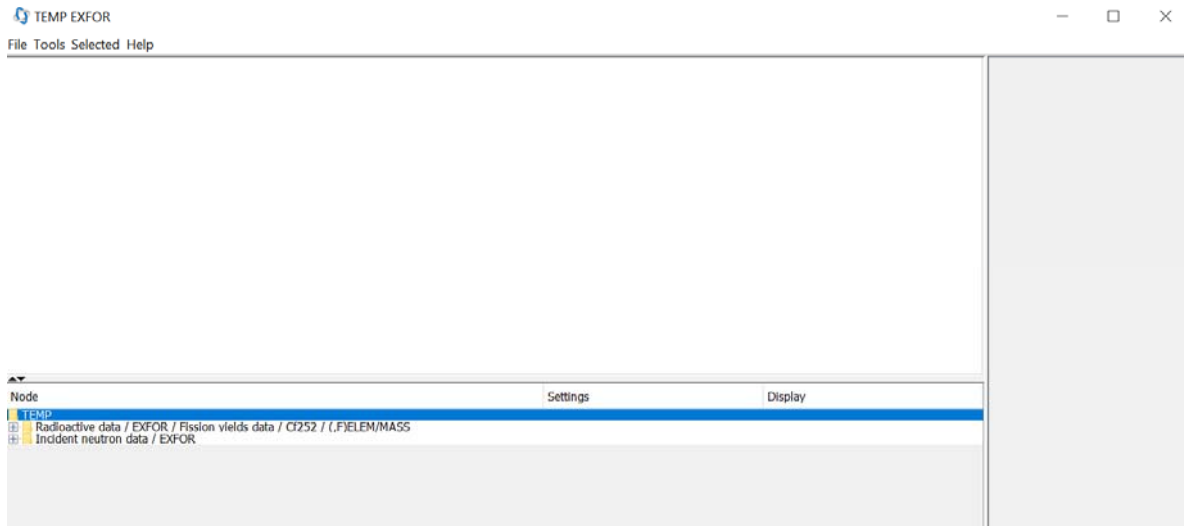 TEMP EXFOR
File Tools Selected Help
Node Settings Display
TEMP
Radioactive data / EXFOR / Fission yields data / Cf252 / (,F)ELEM/MASS
Incident neutron data / EXFOR